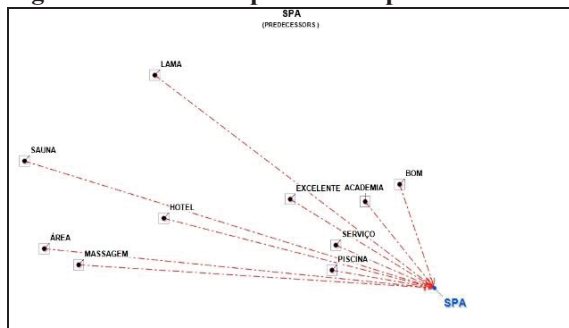 SPA
(PREDECESSORS)
LAMA
SAUNA
BOM
EXCELENTE
ACADEMIA
HOTEL
SERVIÇO
ÁREA
MASSAGEM
PISCINA
SPA